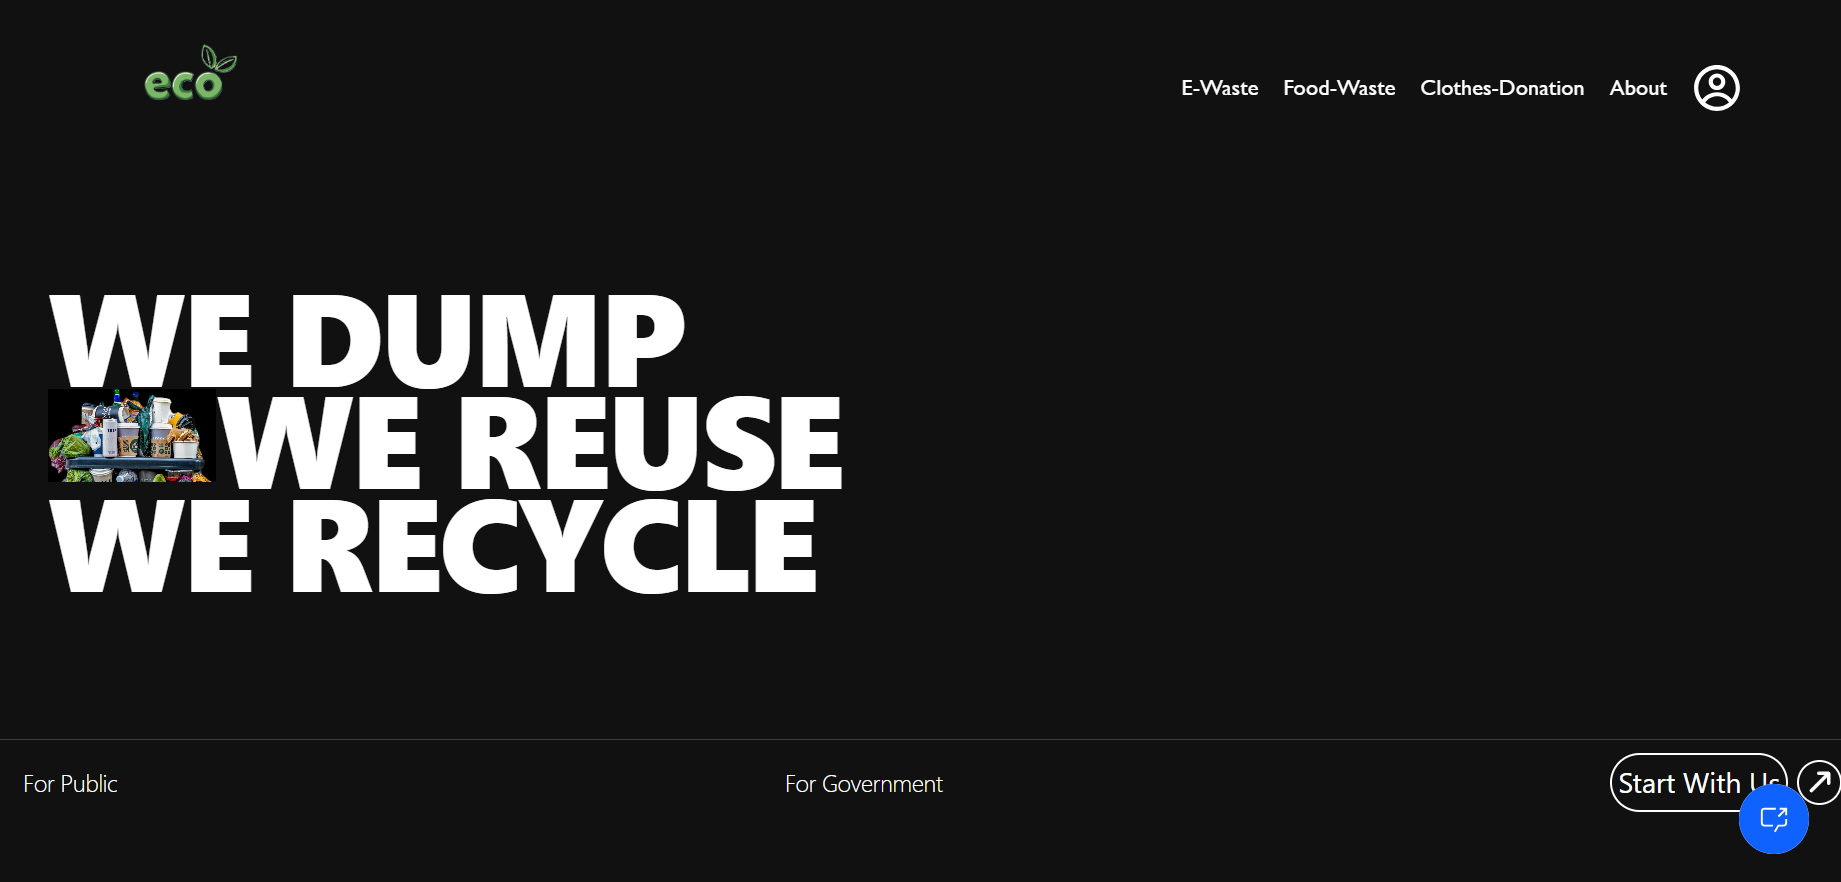 eco
E-Waste Food-Waste Clothes-Donation About
WE DUMP
WE REUSE
WE RECYCLE
For Public
For Government
Start With Us